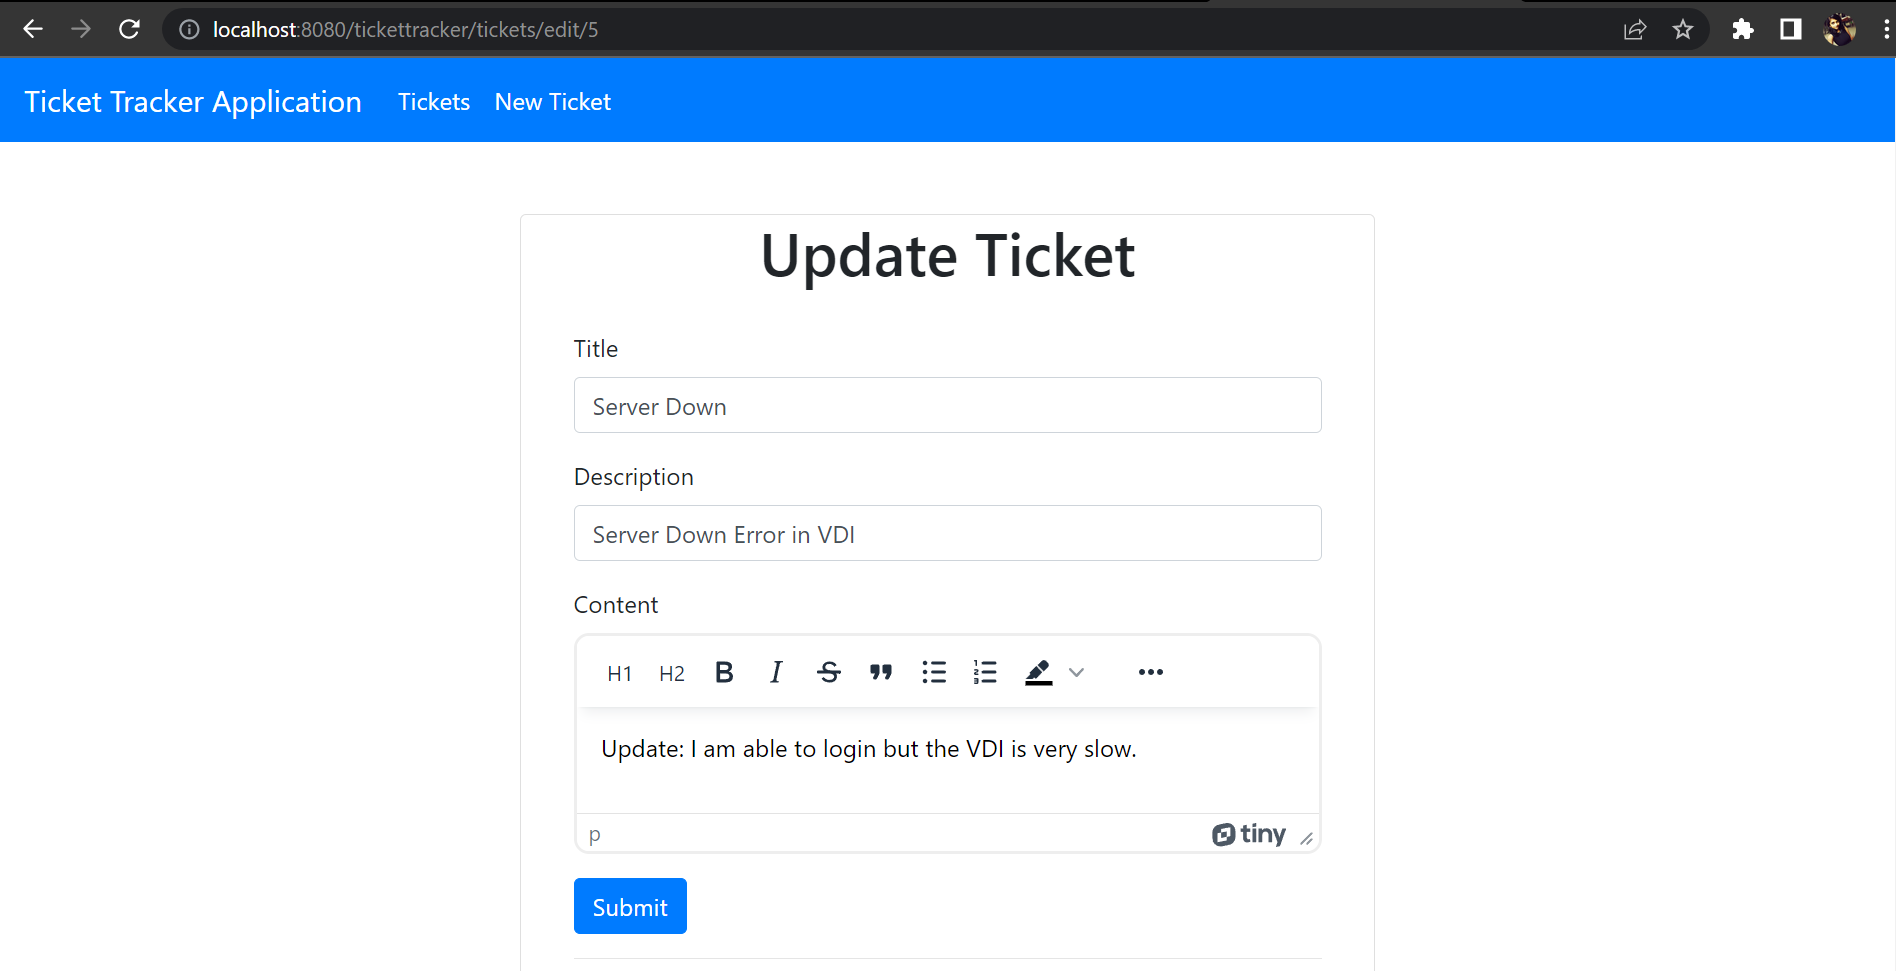 localhost:8080/tickettracker/tickets/edit/5
Ticket Tracker Application Tickets New Ticket
Update Ticket
Title
Server Down
Description
Server Down Error in VDI
Content
H1 H2 B I S
Update: I am able to login but the VDI is very slow.
p tiny
Submit